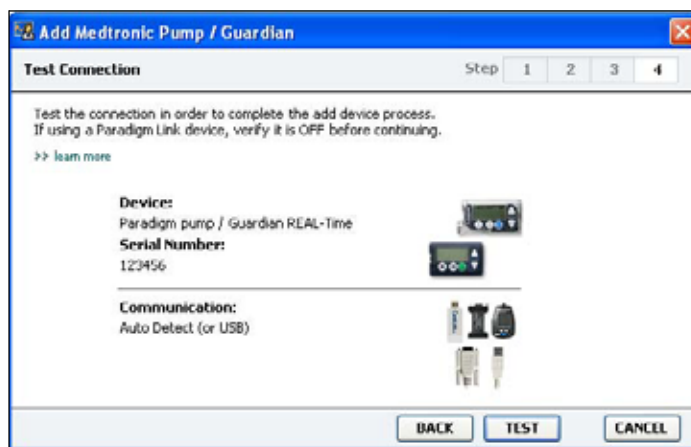 Add Medtronic Pump / Guardian
Test Connection
Step 1 2 3 4
Test the connection in order to complete the add device process.
If using a Paradigm Link device, verify it is OFF before continuing.
>> learn more
Device:
Paradigm pump / Guardian REAL-Time
Serial Number:
123456
Communication:
Auto Detect (or USB)
BACK TEST CANCEL